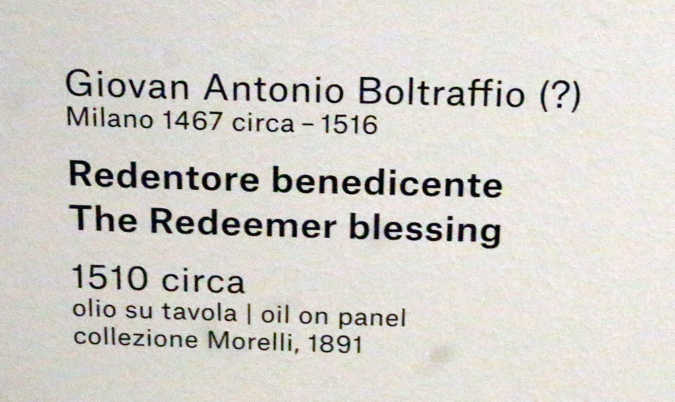 Giovan Antonio Boltraffio (?)
Milano 1467 circa – 1516
Redentore benedicente
The Redeemer blessing
1510 circa
olio su tavola | oil on panel
collezione Morelli, 1891